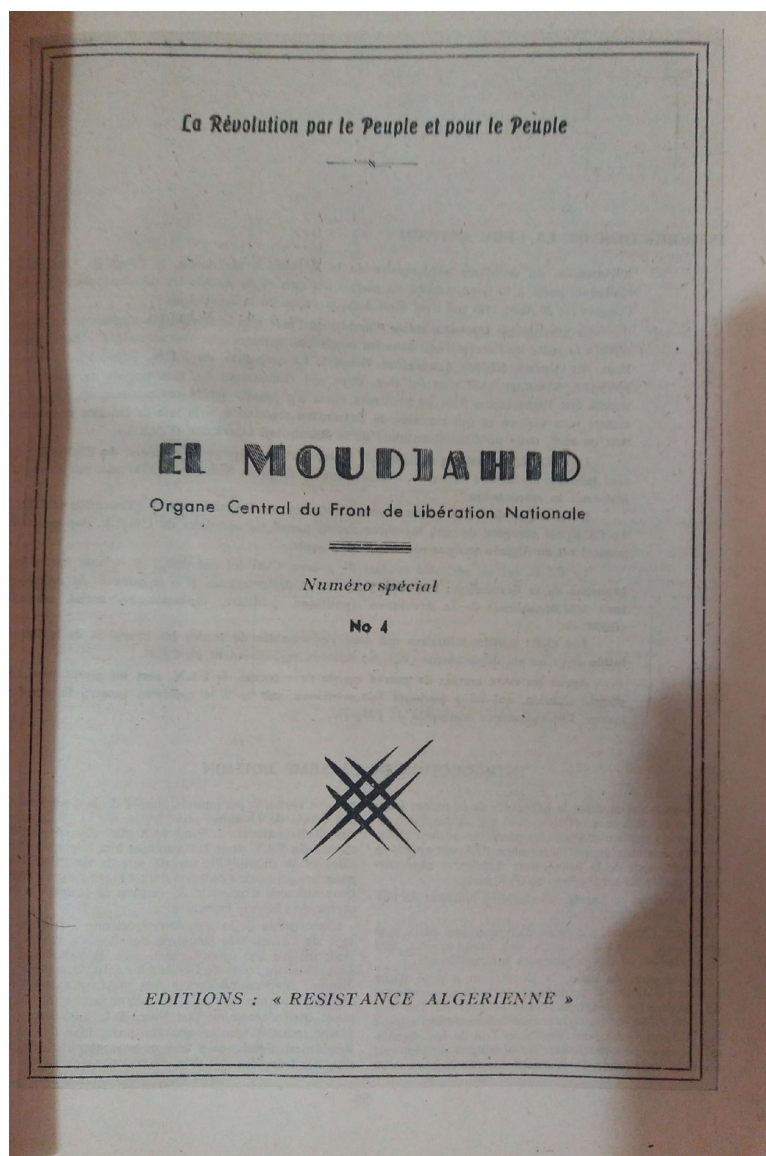 La Révolution par le Peuple et pour le Peuple
EL MOUDJAHID
Organe Central du Front de Libération Nationale
Numéro spécial
No 4
EDITIONS : « RESISTANCE ALGERIENNE »